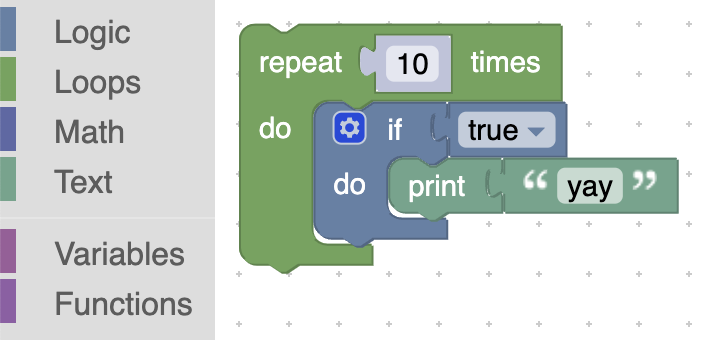 Logic
Loops
Math
Text
Variables
Functions
repeat 10 times
do if true
do print “ yay ”